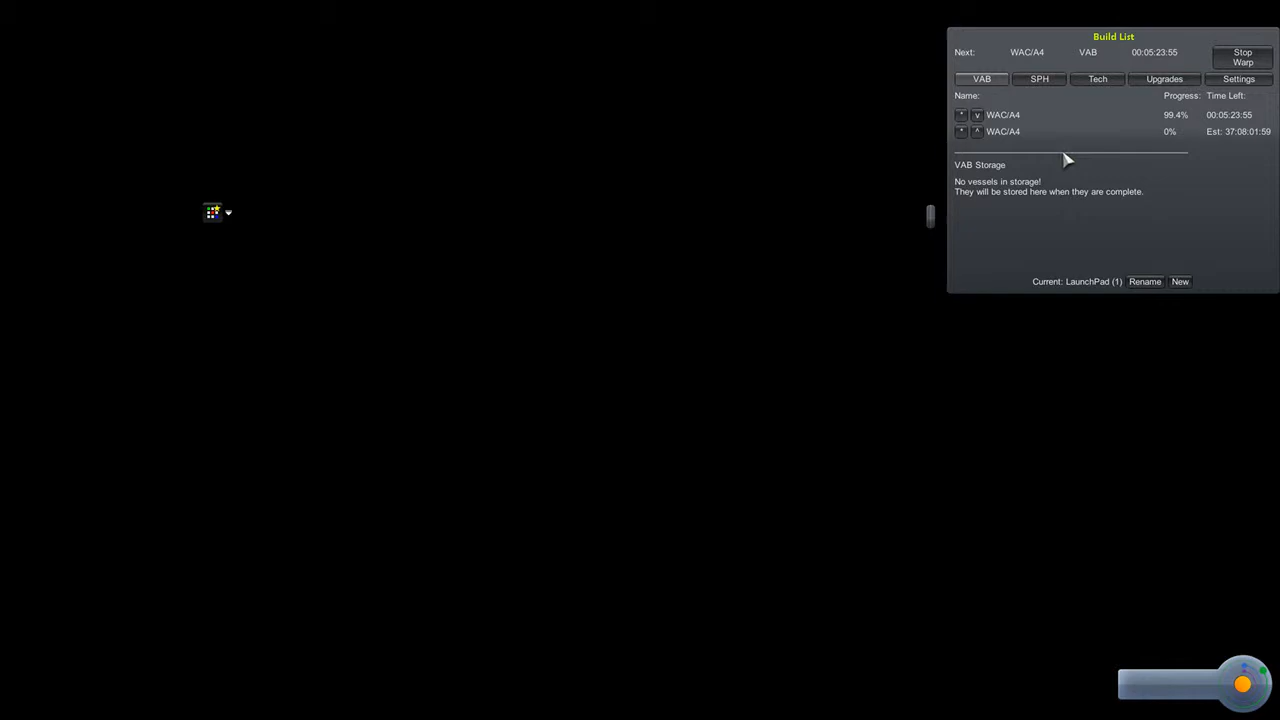 Build List
Next: WAC/A4 VAB 00:05:23:55 Stop Warp
VAB SPH Tech Upgrades Settings
Name: Progress: Time Left:
* v WAC/A4 99.4% 00:05:23:55
* ^ WAC/A4 0% Est: 37:08:01:59
VAB Storage
No vessels in storage!
They will be stored here when they are complete.
Current: LaunchPad (1) Rename New